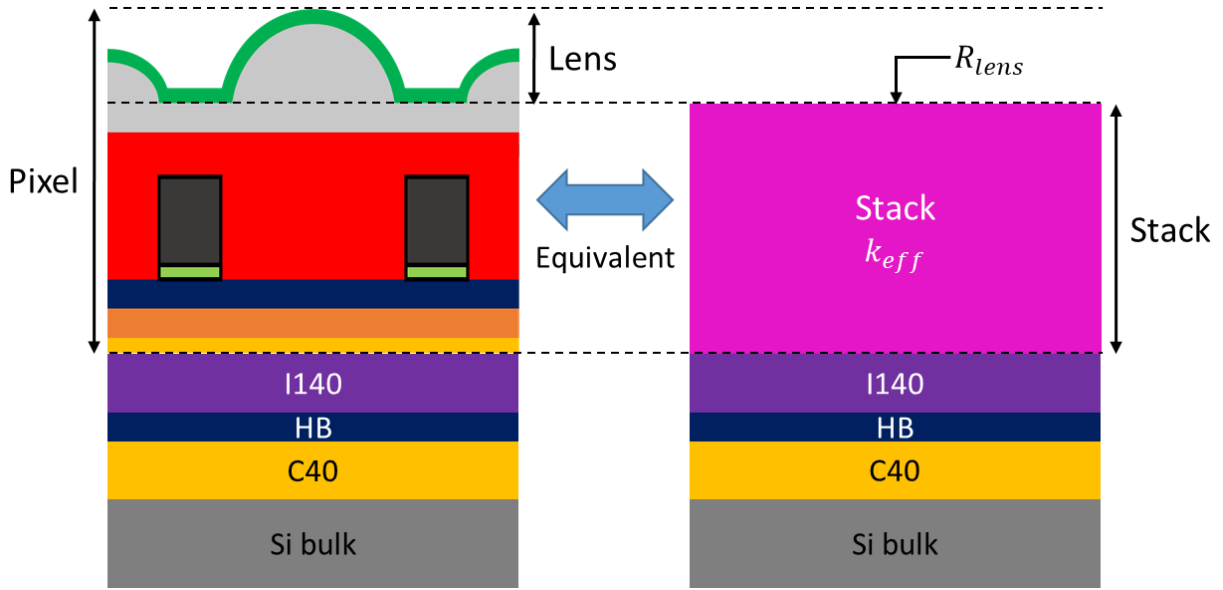 Lens
R_lens
Pixel
Stack
k_eff
Equivalent
Stack
I140
HB
C40
Si bulk
I140
HB
C40
Si bulk